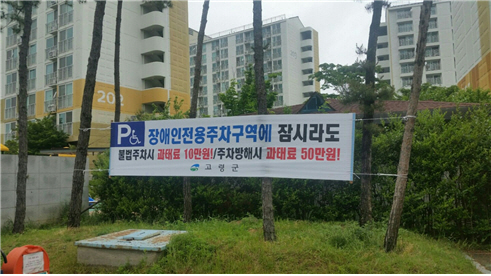 202
P 장애인전용주차구역에 잠시라도
불법주차시 과태료 10만원!/주차방해시 과태료 50만원!
고령군